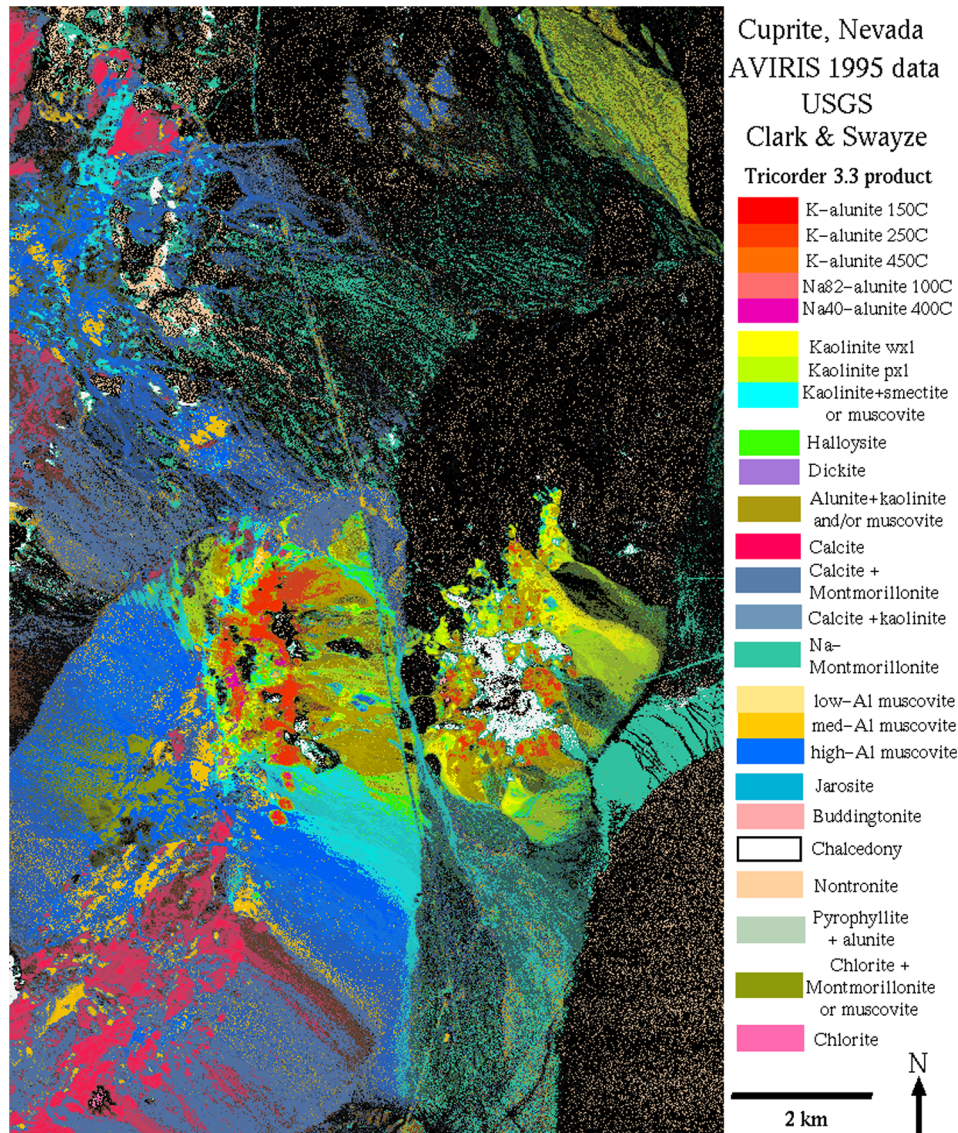 Cuprite, Nevada
AVIRIS 1995 data
USGS
Clark & Swayze
Tricorder 3.3 product
K-alunite 150C
K-alunite 250C
K-alunite 450C
Na82-alunite 100C
Na40-alunite 400C
Kaolinite wxl
Kaolinite pxl
Kaolinite+smectite
or muscovite
Halloysite
Dickite
Alunite+kaolinite
and/or muscovite
Calcite
Calcite +
Montmorillonite
Calcite +kaolinite
Na-
Montmorillonite
low-Al muscovite
med-Al muscovite
high-Al muscovite
Jarosite
Buddingtonite
Chalcedony
Nontronite
Pyrophyllite
+ alunite
Chlorite +
Montmorillonite
or muscovite
Chlorite
N
2 km